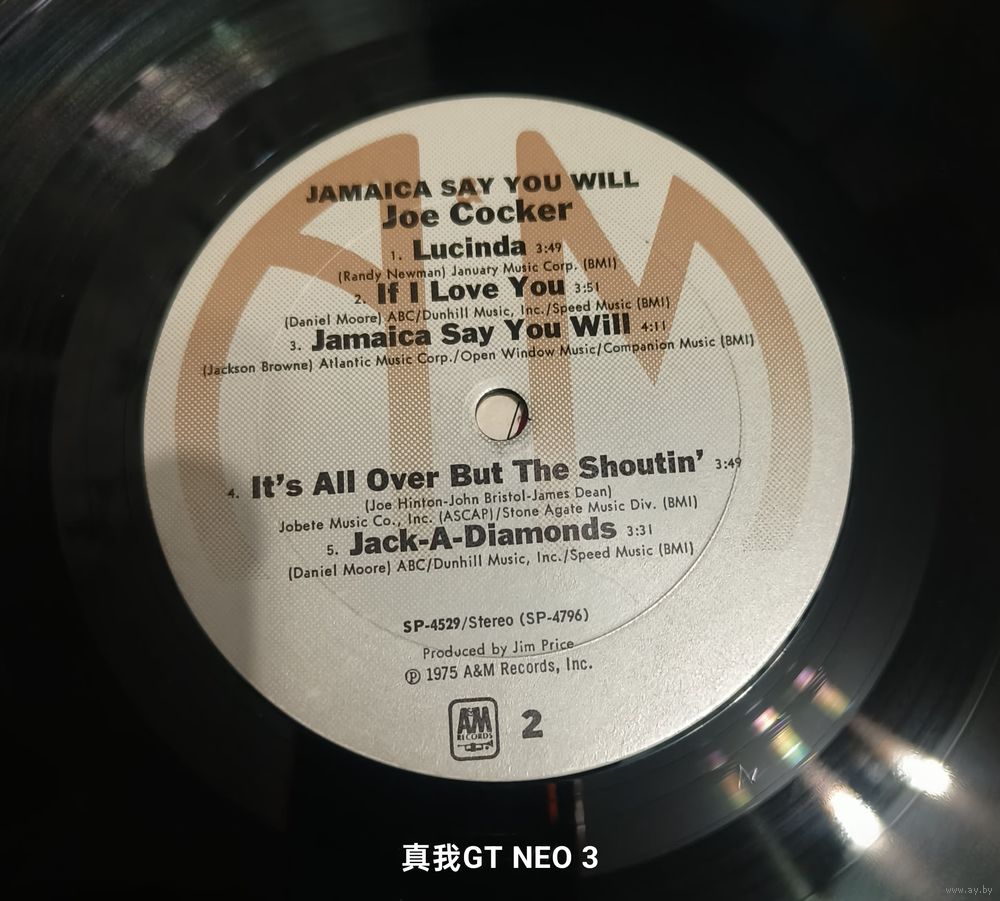 JAMAICA SAY YOU WILL
Joe Cocker
1. Lucinda 3:49
(Randy Newman) January Music Corp. (BMI)
2. If I Love You 3:51
(Daniel Moore) ABC/Dunhill Music, Inc./Speed Music (BMI)
3. Jamaica Say You Will 4:11
(Jackson Browne) Atlantic Music Corp./Open Window Music/Companion Music (BMI)
4. It's All Over But The Shoutin' 3:49
(Joe Hinton-John Bristol-James Dean)
Jobete Music Co., Inc. (ASCAP)/Stone Agate Music Div. (BMI)
5. Jack-A-Diamonds 3:31
(Daniel Moore) ABC/Dunhill Music, Inc./Speed Music (BMI)
SP-4529/Stereo (SP-4796)
Produced by Jim Price
℗ 1975 A&M Records, Inc.
A&M RECORDS 2
真我GT NEO 3
www.ay.by